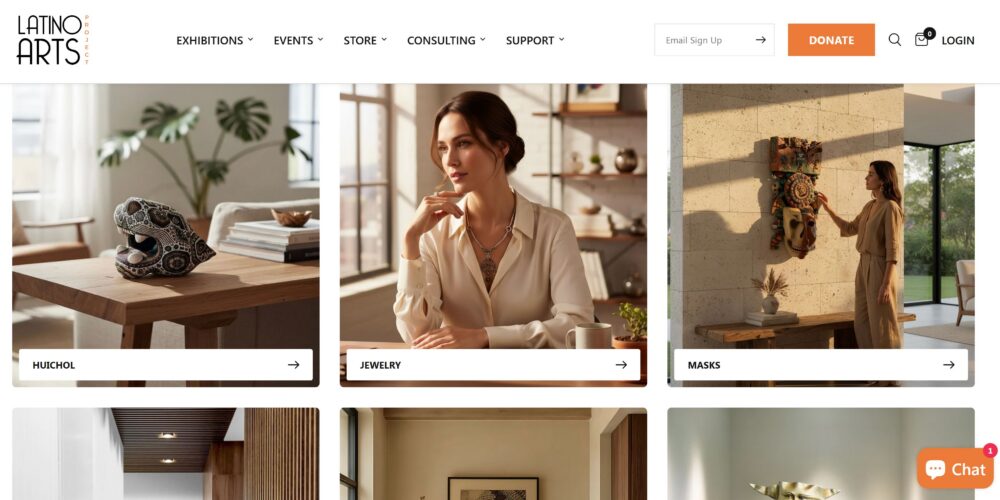 LATINO
ARTS
PROJECT
EXHIBITIONS
EVENTS
STORE
CONSULTING
SUPPORT
Email Sign Up
DONATE
0
LOGIN
HUICHOL
JEWELRY
MASKS
1
Chat